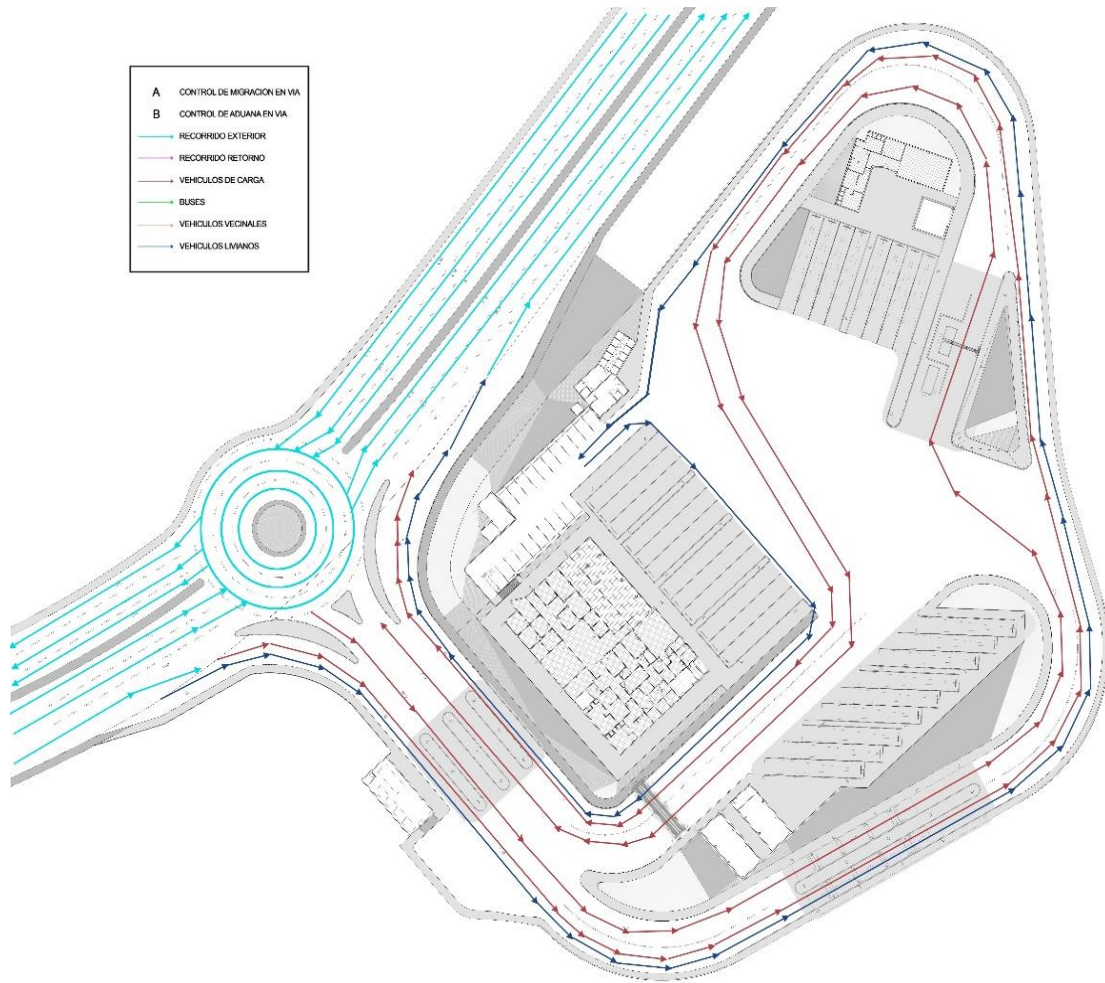 A CONTROL DE MIGRACION EN VIA
B CONTROL DE ADUANA EN VIA
RECORRIDO EXTERIOR
RECORRIDO RETORNO
VEHICULOS DE CARGA
BUSES
VEHICULOS VECINALES
VEHICULOS LIVIANOS